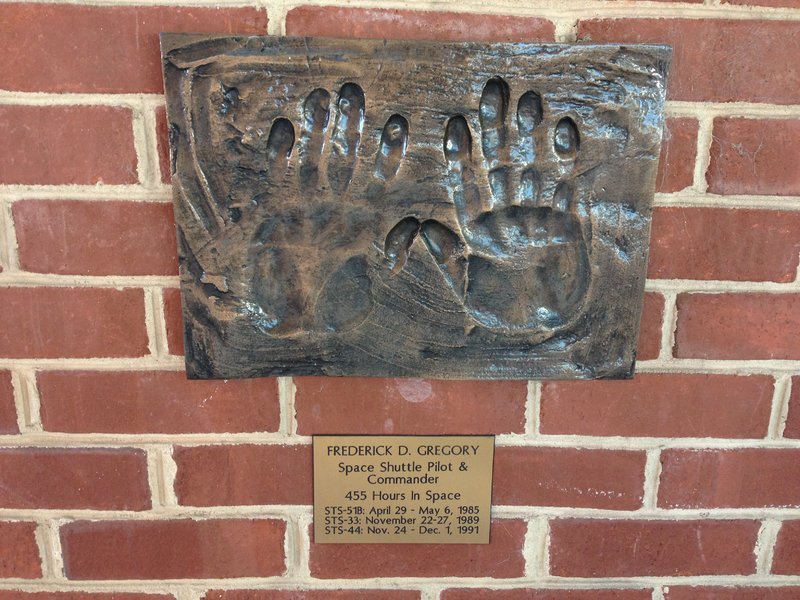 FREDERICK D. GREGORY
Space Shuttle Pilot &
Commander
455 Hours In Space
STS-51B: April 29 - May 6, 1985
STS-33: November 22-27, 1989
STS-44: Nov. 24 - Dec. 1, 1991